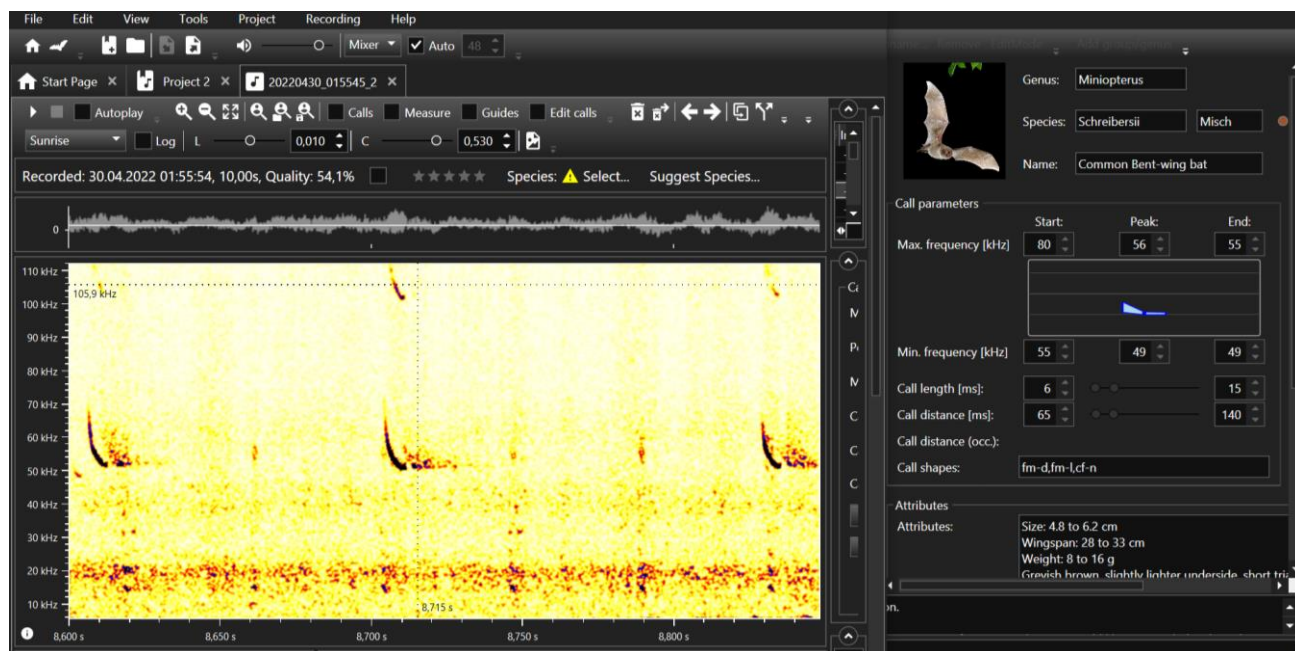 File Edit View Tools Project Recording Help
Mixer Auto 48
Start Page × Project 2 × 20220430_015545_2 ×
Autoplay Calls Measure Guides Edit calls
Sunrise Log L 0,010 C 0,530
Recorded: 30.04.2022 01:55:54, 10,00s, Quality: 54,1% Species: Select... Suggest Species...
0
110 kHz
105,9 kHz
100 kHz
90 kHz
80 kHz
70 kHz
60 kHz
50 kHz
40 kHz
30 kHz
20 kHz
10 kHz
8,715 s
8,600 s 8,650 s 8,700 s 8,750 s 8,800 s
Genus: Miniopterus
Species: Schreibersii Misch
Name: Common Bent-wing bat
Call parameters
Start: Peak: End:
Max. frequency [kHz] 80 56 55
Min. frequency [kHz] 55 49 49
Call length [ms]: 6 15
Call distance [ms]: 65 140
Call distance (occ.):
Call shapes: fm-d,fm-l,cf-n
Attributes
Attributes: Size: 4.8 to 6.2 cm
Wingspan: 28 to 33 cm
Weight: 8 to 16 g
Greyish brown, slightly lighter underside, short